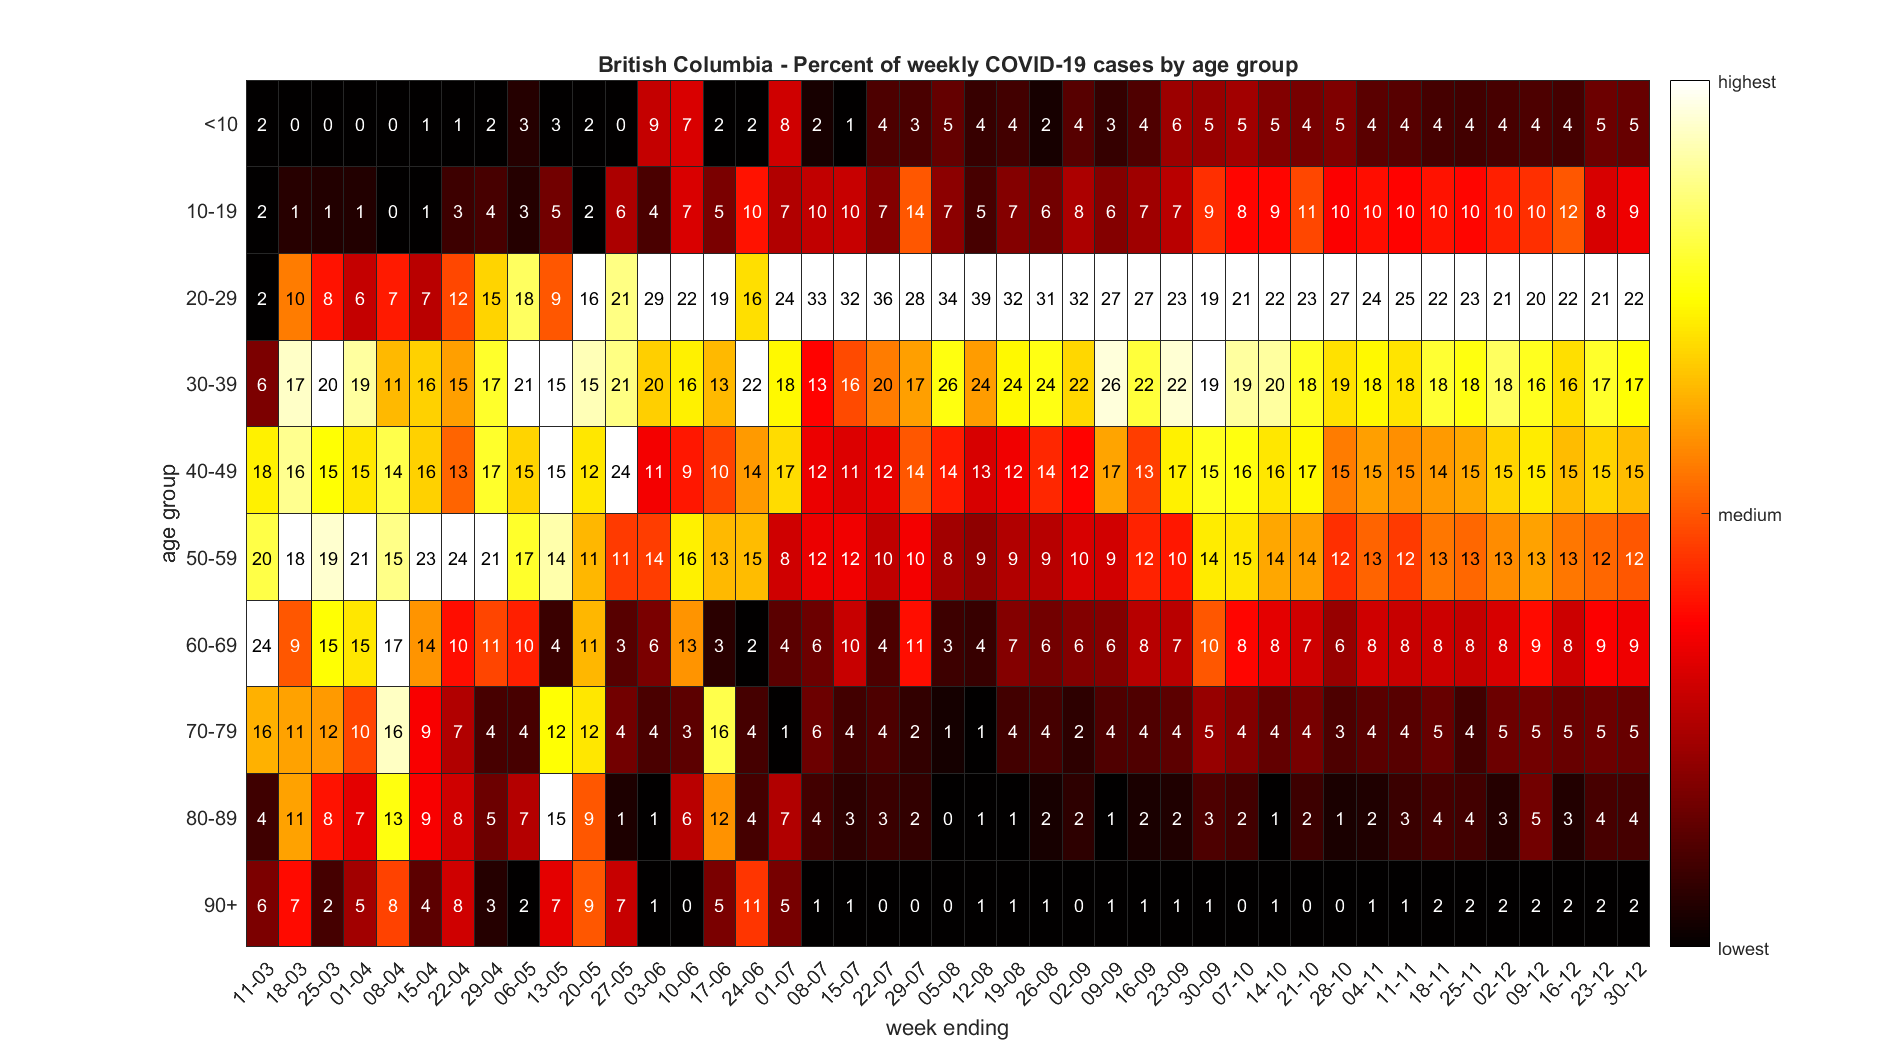 British Columbia - Percent of weekly COVID-19 cases by age group
highest
<10 2 0 0 0 0 1 1 2 3 3 2 0 9 7 2 2 8 2 1 4 3 5 4 4 2 4 3 4 6 5 5 5 4 5 4 4 4 4 4 4 4 5 5
10-19 2 1 1 1 0 1 3 4 3 5 2 6 4 7 5 10 7 10 10 7 14 7 5 7 6 8 6 7 7 9 8 9 11 10 10 10 10 10 10 10 12 8 9
20-29 2 10 8 6 7 7 12 15 18 9 16 21 29 22 19 16 24 33 32 36 28 34 39 32 31 32 27 27 23 19 21 22 23 27 24 25 22 23 21 20 22 21 22
30-39 6 17 20 19 11 16 15 17 21 15 15 21 20 16 13 22 18 13 16 20 17 26 24 24 24 22 26 22 22 19 19 20 18 19 18 18 18 18 18 16 16 17 17
40-49 18 16 15 15 14 16 13 17 15 15 12 24 11 9 10 14 17 12 11 12 14 14 13 12 14 12 17 13 17 15 16 16 17 15 15 15 14 15 15 15 15 15 15
50-59 20 18 19 21 15 23 24 21 17 14 11 11 14 16 13 15 8 12 12 10 10 8 9 9 9 10 9 12 10 14 15 14 14 12 13 12 13 13 13 13 13 12 12
medium
60-69 24 9 15 15 17 14 10 11 10 4 11 3 6 13 3 2 4 6 10 4 11 3 4 7 6 6 6 8 7 10 8 8 7 6 8 8 8 8 8 9 8 9 9
70-79 16 11 12 10 16 9 7 4 4 12 12 4 4 3 16 4 1 6 4 4 2 1 1 4 4 2 4 4 4 5 4 4 4 3 4 4 5 4 5 5 5 5 5
80-89 4 11 8 7 13 9 8 5 7 15 9 1 1 6 12 4 7 4 3 3 2 0 1 1 2 2 1 2 2 3 2 1 2 1 2 3 4 4 3 5 3 4 4
90+ 6 7 2 5 8 4 8 3 2 7 9 7 1 0 5 11 5 1 1 0 0 0 1 1 1 0 1 1 1 1 0 1 0 0 1 1 2 2 2 2 2 2 2
lowest
age group
11-03 18-03 25-03 01-04 08-04 15-04 22-04 29-04 06-05 13-05 20-05 27-05 03-06 10-06 17-06 24-06 01-07 08-07 15-07 22-07 29-07 05-08 12-08 19-08 26-08 02-09 09-09 16-09 23-09 30-09 07-10 14-10 21-10 28-10 04-11 11-11 18-11 25-11 02-12 09-12 16-12 23-12 30-12
week ending